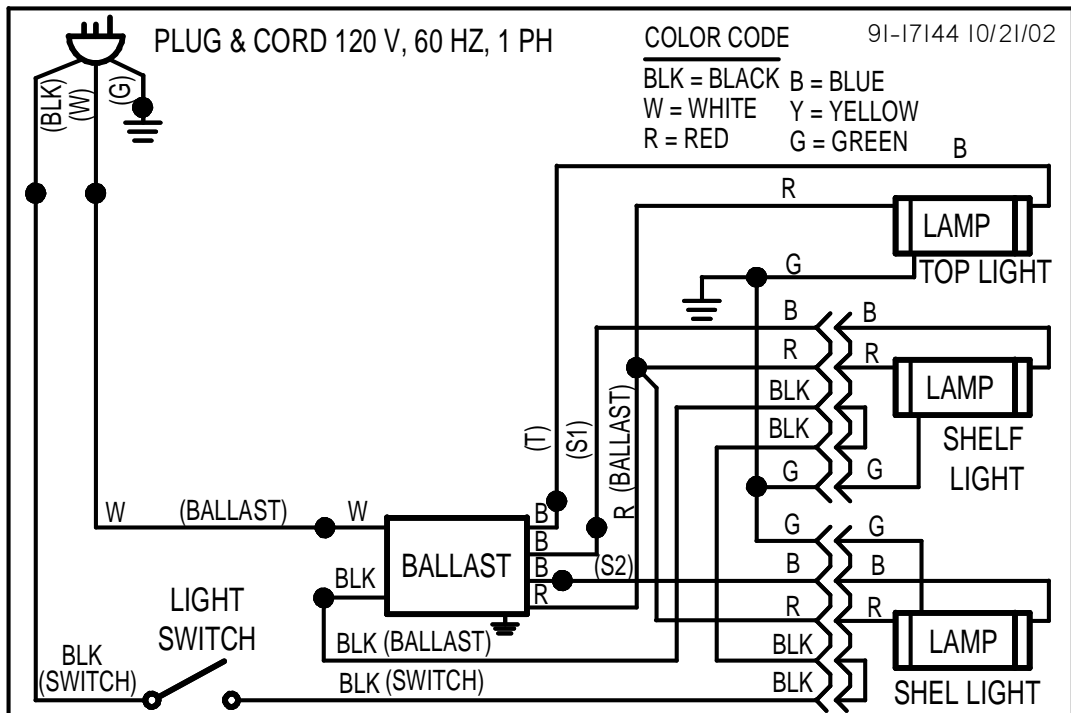 PLUG & CORD 120 V, 60 HZ, 1 PH
COLOR CODE
91-17144 10/21/02
BLK = BLACK
B = BLUE
W = WHITE
Y = YELLOW
R = RED
G = GREEN
(BLK)
(W)
(G)
B
R
LAMP
TOP LIGHT
G
B
B
R
R
LAMP
BLK
BLK
SHELF
LIGHT
G
G
(T)
(S1)
R (BALLAST)
W
(BALLAST)
W
B
B
B
R
BALLAST
(S2)
G
G
B
B
R
R
LAMP
BLK
BLK
SHEL LIGHT
BLK
LIGHT
SWITCH
BLK (BALLAST)
BLK
(SWITCH)
BLK (SWITCH)